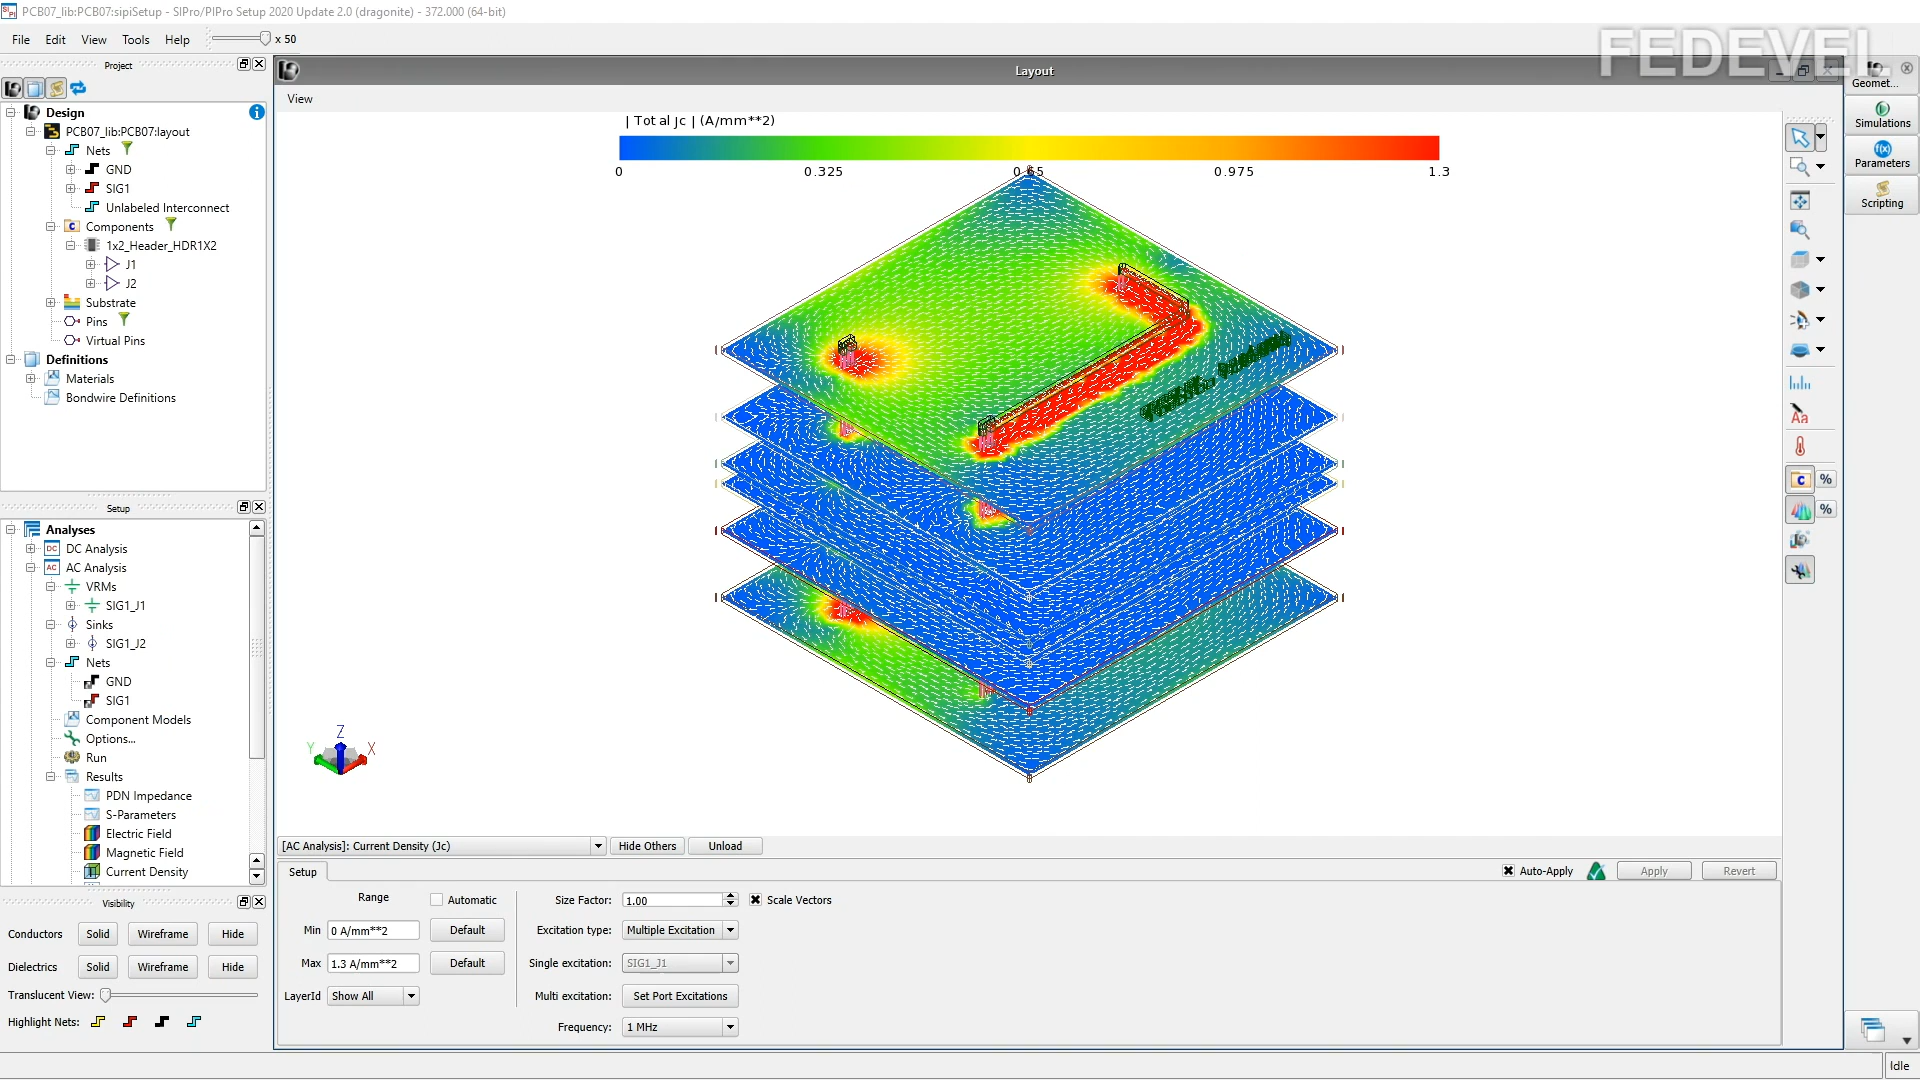 PCB07_lib:PCB07:sipiSetup - SIPro/PIPro Setup 2020 Update 2.0 (dragonite) - 372.000 (64-bit)
File Edit View Tools Help x 50
FEDEVEL
Project
Design
PCB07_lib:PCB07:layout
Nets
GND
SIG1
Unlabeled Interconnect
Components
1x2_Header_HDR1X2
J1
J2
Substrate
Pins
Virtual Pins
Definitions
Materials
Bondwire Definitions
Setup
Analyses
DC Analysis
AC Analysis
VRMs
SIG1_J1
Sinks
SIG1_J2
Nets
GND
SIG1
Component Models
Options...
Run
Results
PDN Impedance
S-Parameters
Electric Field
Magnetic Field
Current Density
Visibility
Conductors Solid Wireframe Hide
Dielectrics Solid Wireframe Hide
Translucent View:
Highlight Nets:
Layout
View
| Total Jc | (A/mm**2)
0 0.325 0.65 0.975 1.3
Z
Y X
[AC Analysis]: Current Density (Jc) Hide Others Unload
Setup
Auto-Apply Apply Revert
Range Automatic
Min 0 A/mm**2 Default
Max 1.3 A/mm**2 Default
LayerId Show All
Size Factor: 1.00 Scale Vectors
Excitation type: Multiple Excitation
Single excitation: SIG1_J1
Multi excitation: Set Port Excitations
Frequency: 1 MHz
Geomet...
Simulations
Parameters
Scripting
Aa
%
%
Idle